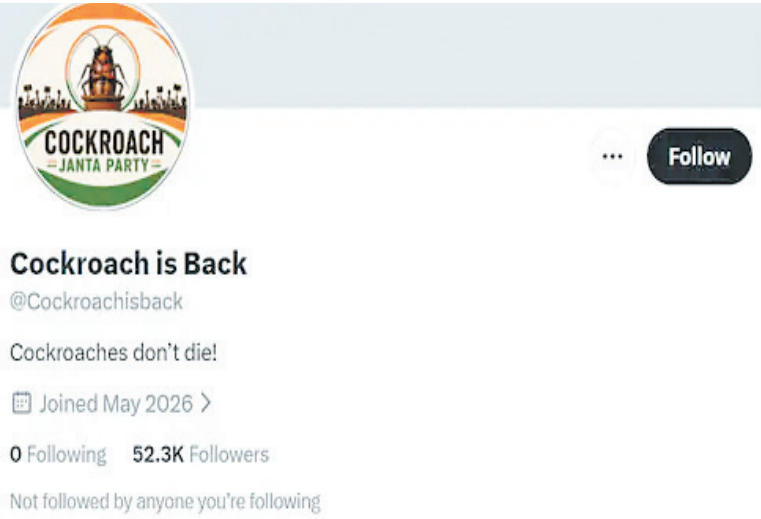 COCKROACH
JANTA PARTY
Follow
Cockroach is Back
@Cockroachisback
Cockroaches don't die!
Joined May 2026
0 Following 52.3K Followers
Not followed by anyone you're following